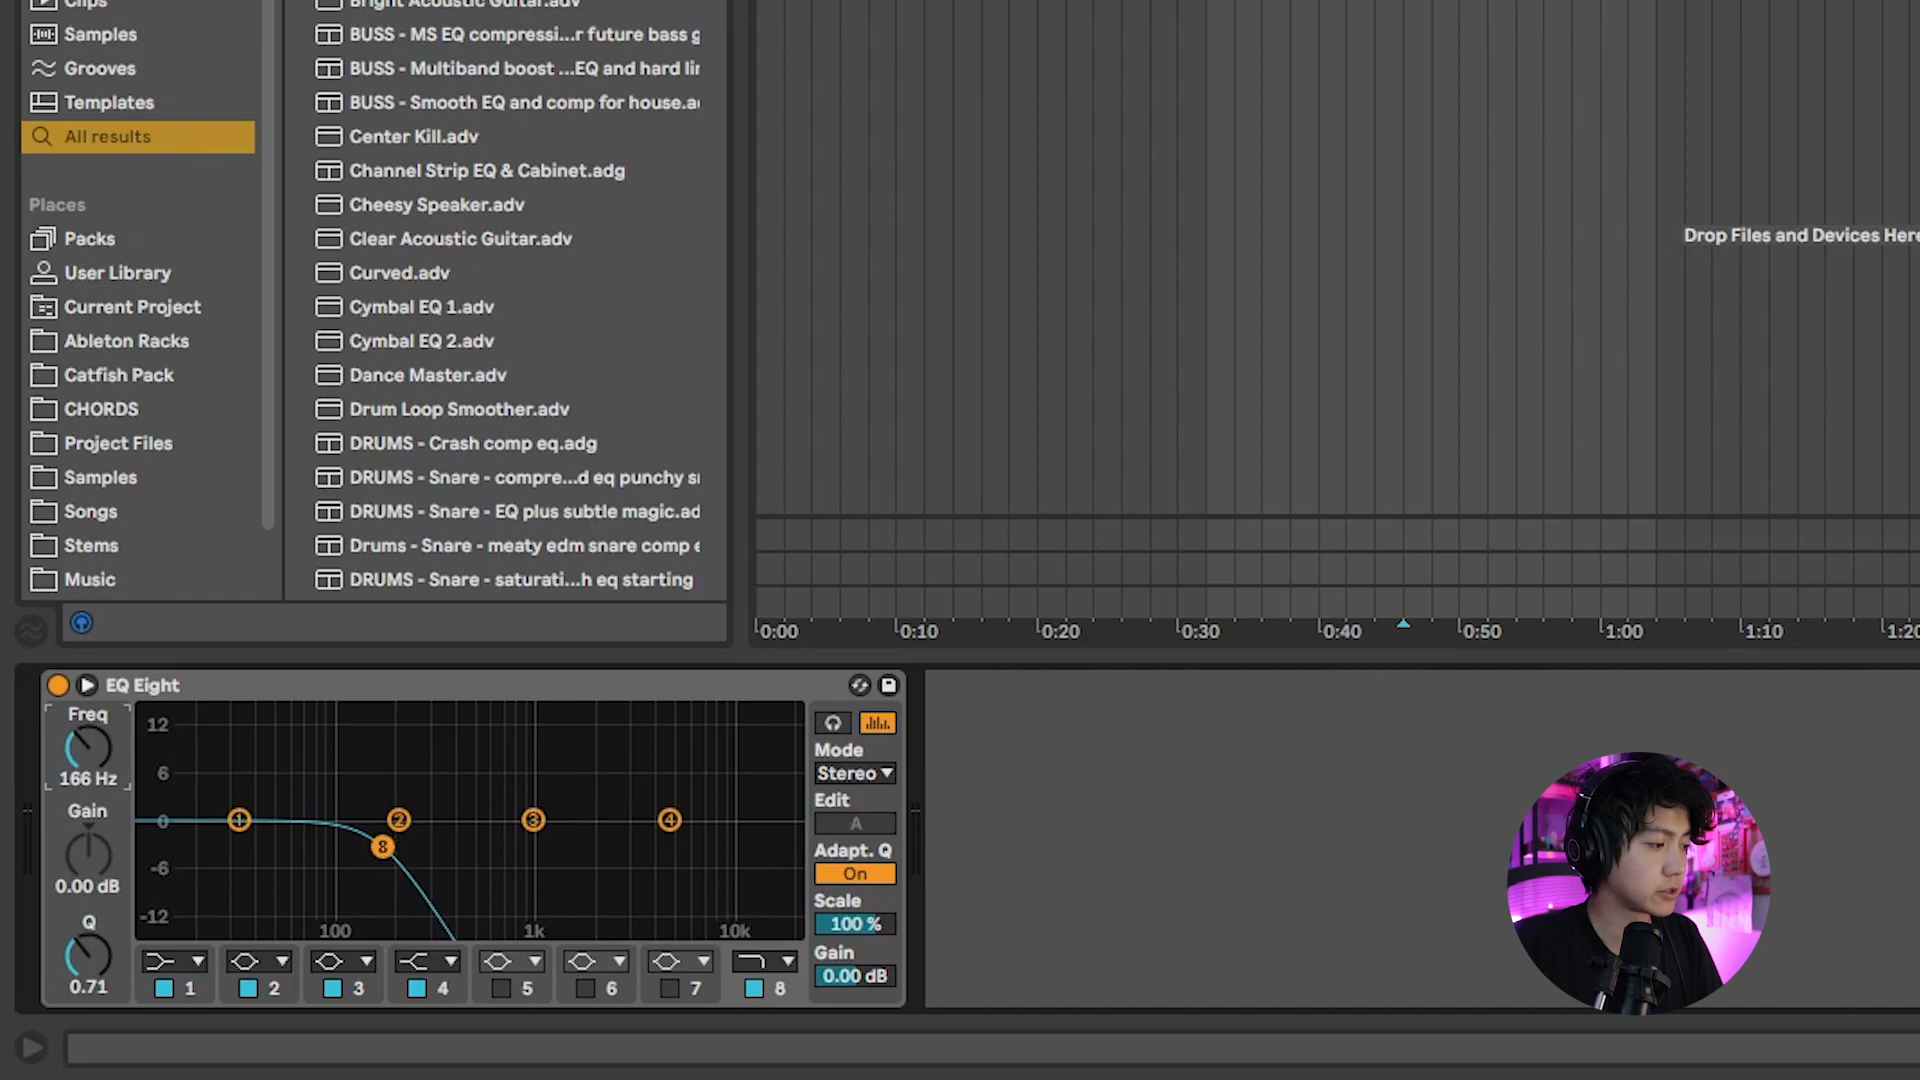 Clips
Samples
Grooves
Templates
All results
Places
Packs
User Library
Current Project
Ableton Racks
Catfish Pack
CHORDS
Project Files
Samples
Songs
Stems
Music
Bright Acoustic Guitar.adv
BUSS - MS EQ compressi...r future bass g
BUSS - Multiband boost ...EQ and hard lin
BUSS - Smooth EQ and comp for house.a
Center Kill.adv
Channel Strip EQ & Cabinet.adg
Cheesy Speaker.adv
Clear Acoustic Guitar.adv
Curved.adv
Cymbal EQ 1.adv
Cymbal EQ 2.adv
Dance Master.adv
Drum Loop Smoother.adv
DRUMS - Crash comp eq.adg
DRUMS - Snare - compre...d eq punchy s
DRUMS - Snare - EQ plus subtle magic.ad
Drums - Snare - meaty edm snare comp e
DRUMS - Snare - saturati...h eq starting
Drop Files and Devices Here
0:00 0:10 0:20 0:30 0:40 0:50 1:00 1:10 1:20
EQ Eight
Freq
166 Hz
Gain
0.00 dB
Q
0.71
12
6
0
-6
-12
1 2 3 4
8
100 1k 10k
1 2 3 4 5 6 7 8
Mode
Stereo
Edit
A
Adapt. Q
On
Scale
100 %
Gain
0.00 dB